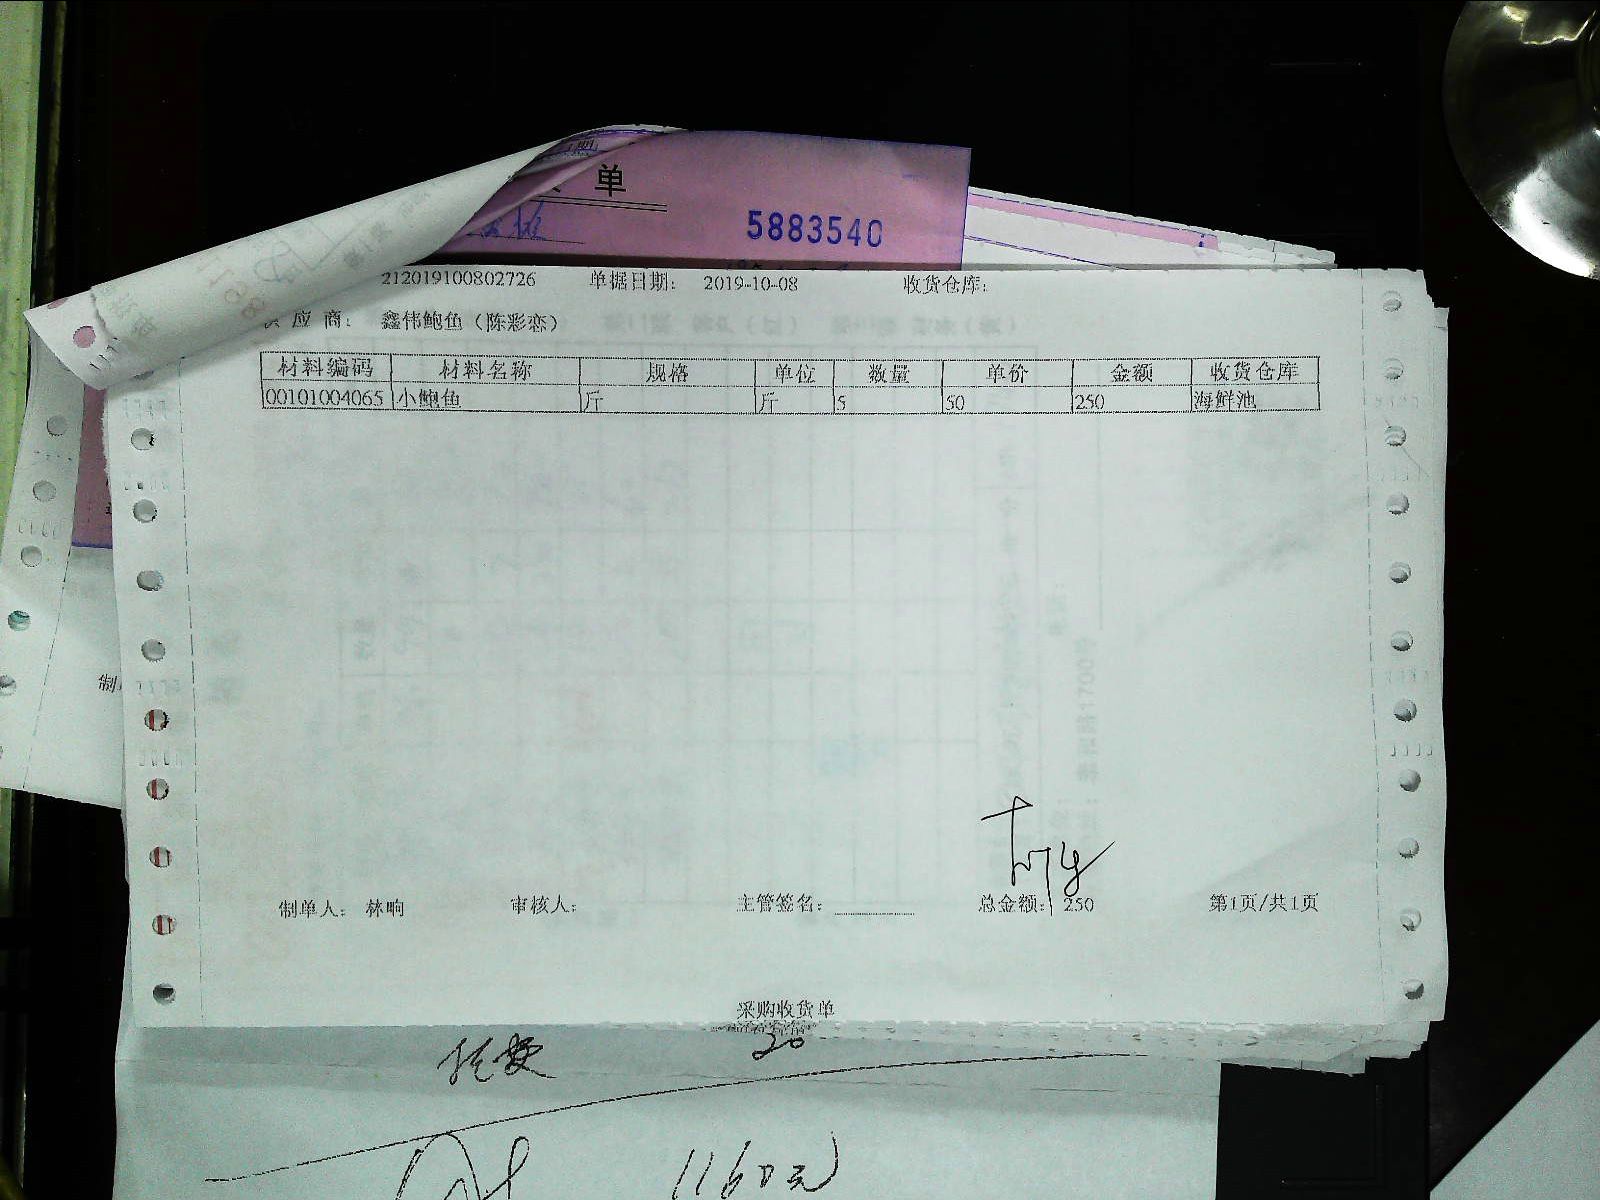 单
5883540
212019100802726 单据日期： 2019-10-08 收货仓库：
供 应 商： 鑫伟鲍鱼（陈彩恋）
材料编码 材料名称 规格 单位 数量 单价 金额 收货仓库
00101004065 小鲍鱼 斤 斤 5 50 250 海鲜池
制单人： 林响 审核人： 主管签名： 总金额： 250 第1页/共1页
采购收货单
20
1160元